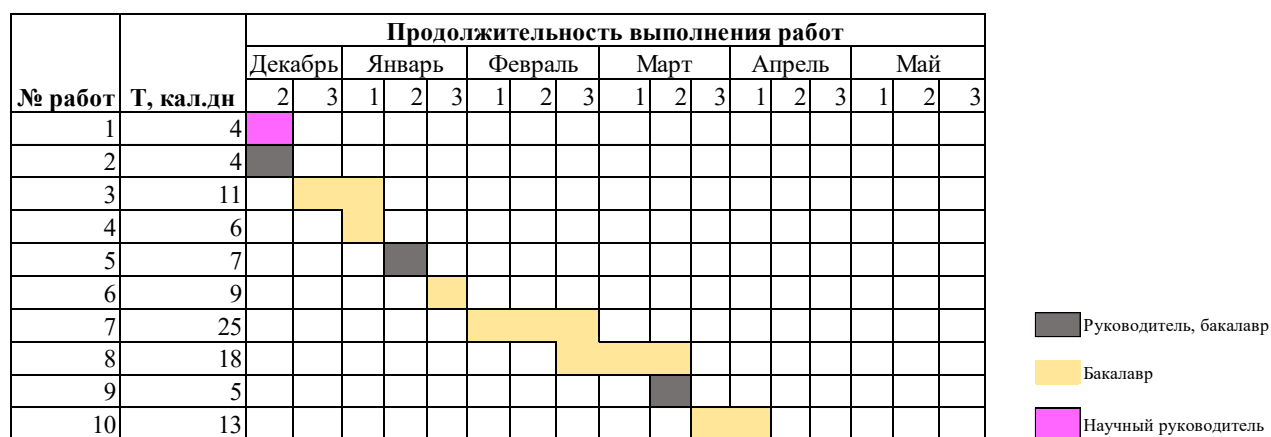 Продолжительность выполнения работ
Декабрь Январь Февраль Март Апрель Май
№ работ Т, кал.дн 2 3 1 2 3 1 2 3 1 2 3 1 2 3 1 2 3
1 4
2 4
3 11
4 6
5 7
6 9
7 25
8 18
9 5
10 13
Руководитель, бакалавр
Бакалавр
Научный руководитель